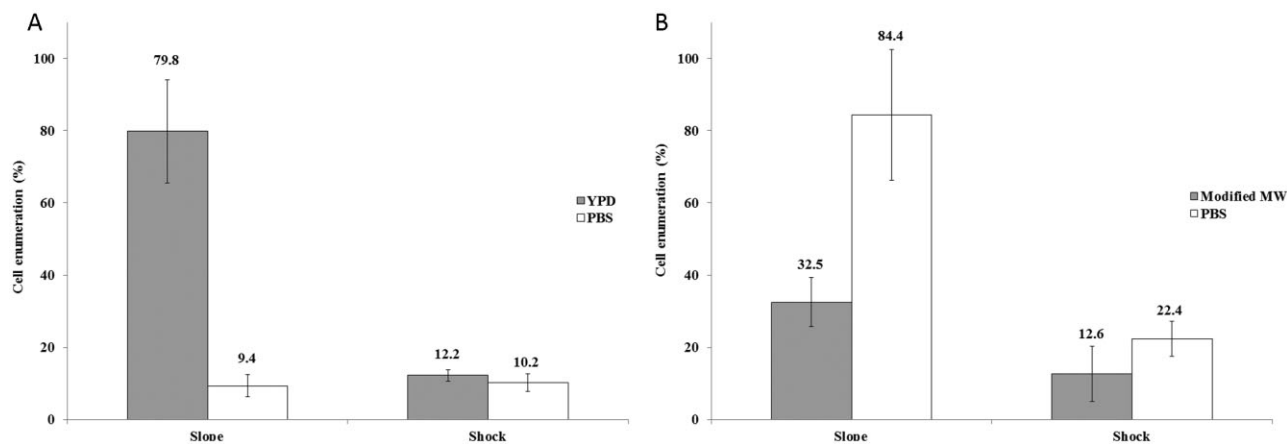 A
Cell enumeration (%)
100
80
60
40
20
0
79.8
9.4
12.2
10.2
Slope
Shock
YPD
PBS
B
Cell enumeration (%)
100
80
60
40
20
0
32.5
84.4
12.6
22.4
Slope
Shock
Modified MW
PBS